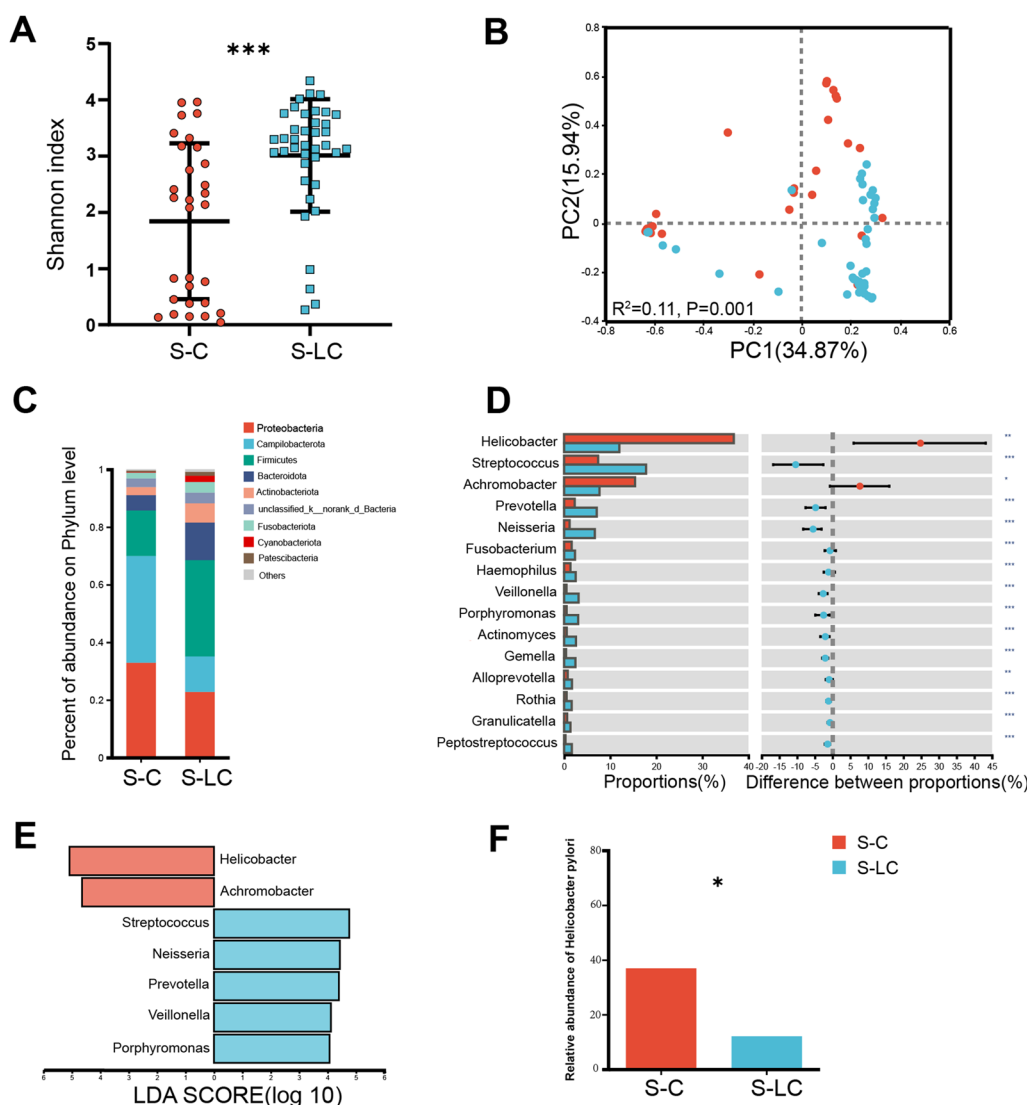 A
***
Shannon index
5
4
3
2
1
0
S-C
S-LC
B
PC2(15.94%)
0.8
0.6
0.4
0.2
0
-0.2
-0.4
R²=0.11, P=0.001
-0.8
-0.6
-0.4
-0.2
0
0.2
0.4
0.6
PC1(34.87%)
C
Percent of abundance on Phylum level
1
0.8
0.6
0.4
0.2
0
S-C
S-LC
Proteobacteria
Campilobacterota
Firmicutes
Bacteroidota
Actinobacteriota
unclassified_k__norank_d_Bacteria
Fusobacteriota
Cyanobacteriota
Patescibacteria
Others
D
Helicobacter
**
Streptococcus
***
Achromobacter
*
Prevotella
***
Neisseria
***
Fusobacterium
***
Haemophilus
***
Veillonella
***
Porphyromonas
***
Actinomyces
***
Gemella
***
Alloprevotella
**
Rothia
***
Granulicatella
***
Peptostreptococcus
***
0 10 20 30 40
Proportions(%)
-20 -15 -10 -5 0 5 10 15 20 25 30 35 40 45
Difference between proportions(%)
E
Helicobacter
Achromobacter
Streptococcus
Neisseria
Prevotella
Veillonella
Porphyromonas
6 5 4 3 2 1 0 1 2 3 4 5 6
LDA SCORE(log 10)
F
S-C
S-LC
Relative abundance of Helicobacter pylori
80
60
40
20
0
*
S-C
S-LC